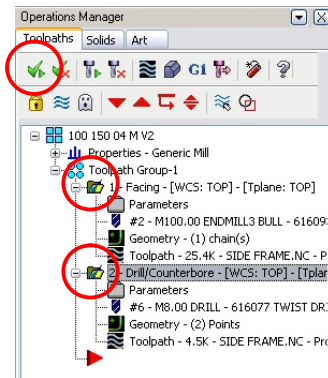 Operations Manager
Toolpaths Solids Art
G1
100 150 04 M V2
Properties - Generic Mill
Toolpath Group-1
1 - Facing - [WCS: TOP] - [Tplane: TOP]
Parameters
#2 - M100.00 ENDMILL3 BULL - 61609
Geometry - (1) chain(s)
Toolpath - 25.4K - SIDE FRAME.NC - P
2 - Drill/Counterbore - [WCS: TOP] - [Tplan
Parameters
#6 - M8.00 DRILL - 616077 TWIST DR
Geometry - (2) Points
Toolpath - 4.5K - SIDE FRAME.NC - Pro